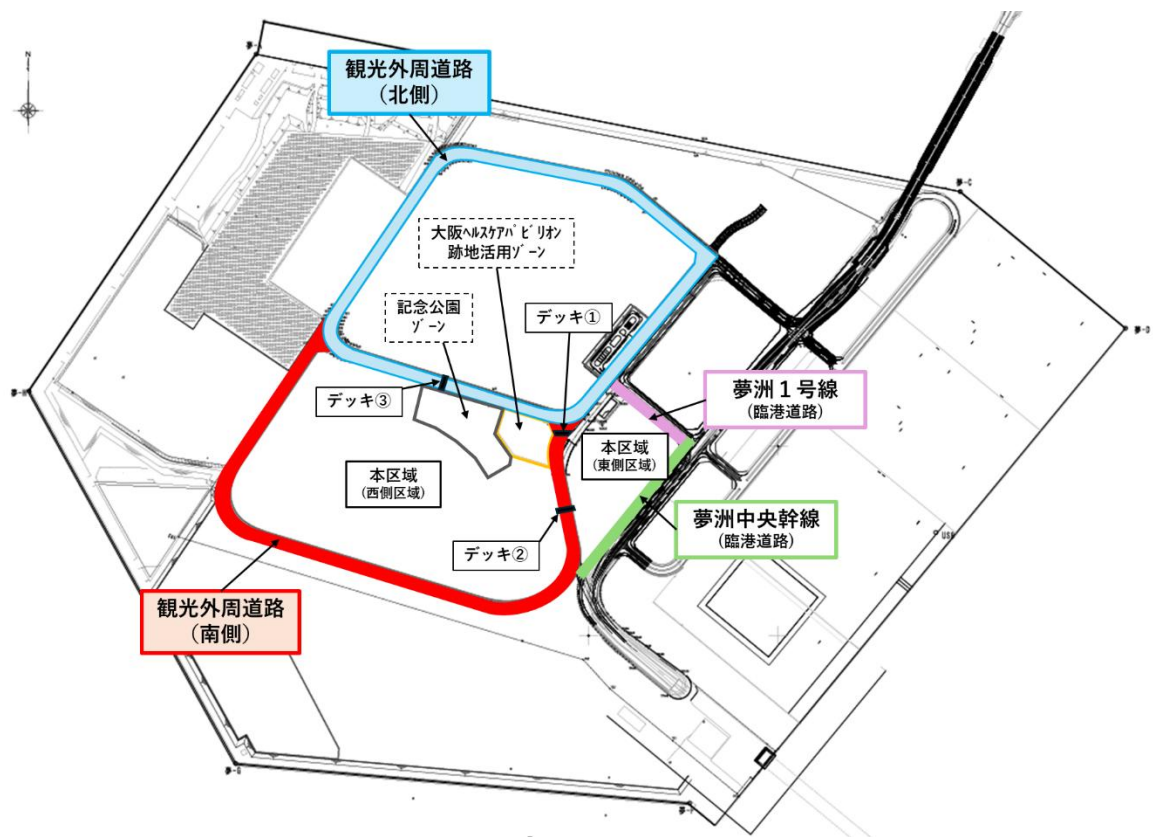 N
観光外周道路
（北側）
夢-C
大阪ﾍﾙｽｹｱﾊﾟﾋﾞﾘｵﾝ
跡地活用ｿﾞｰﾝ
記念公園
ｿﾞｰﾝ
デッキ①
夢-D
夢洲１号線
(臨港道路)
デッキ③
本区域
(東側区域)
本区域
(西側区域)
夢洲中央幹線
(臨港道路)
デッキ②
観光外周道路
（南側）
夢-G
夢-F